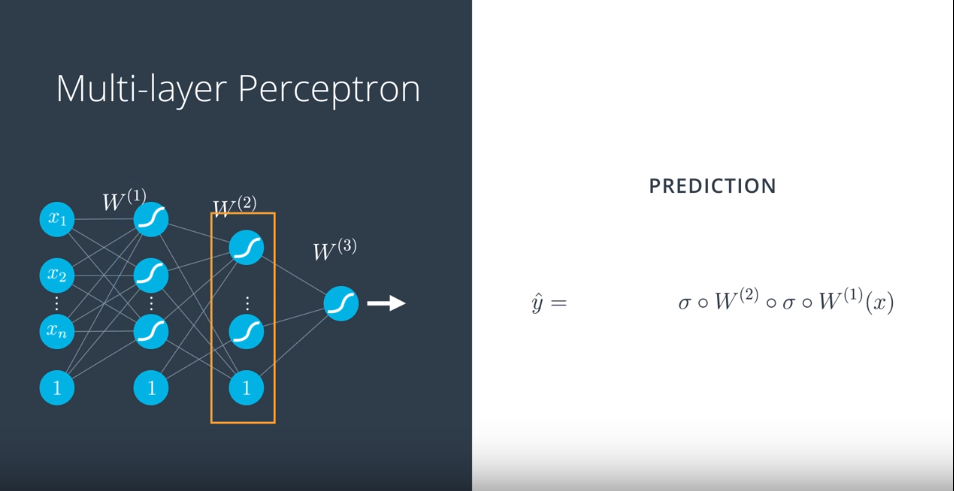 Multi-layer Perceptron
W^{(1)}
W^{(2)}
W^{(3)}
x_1
x_2
⋮ ⋮ ⋮
x_n
1 1 1
PREDICTION
ŷ = σ ∘ W^{(2)} ∘ σ ∘ W^{(1)}(x)